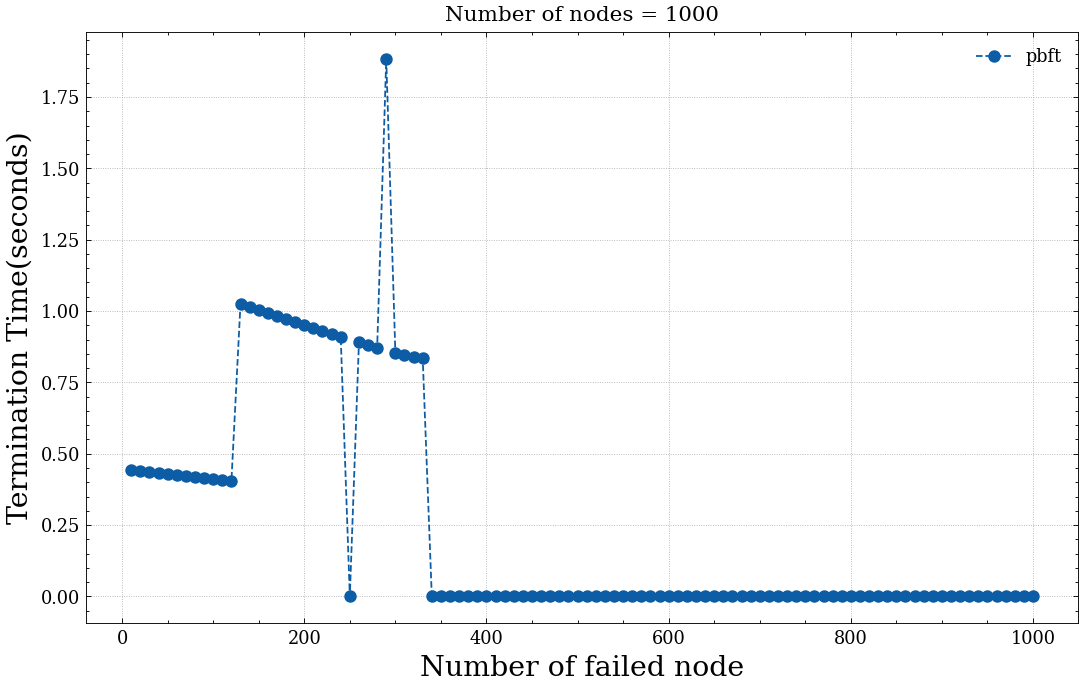 Number of nodes = 1000
pbft
1.75
1.50
1.25
1.00
0.75
0.50
0.25
0.00
Termination Time(seconds)
0 200 400 600 800 1000
Number of failed node